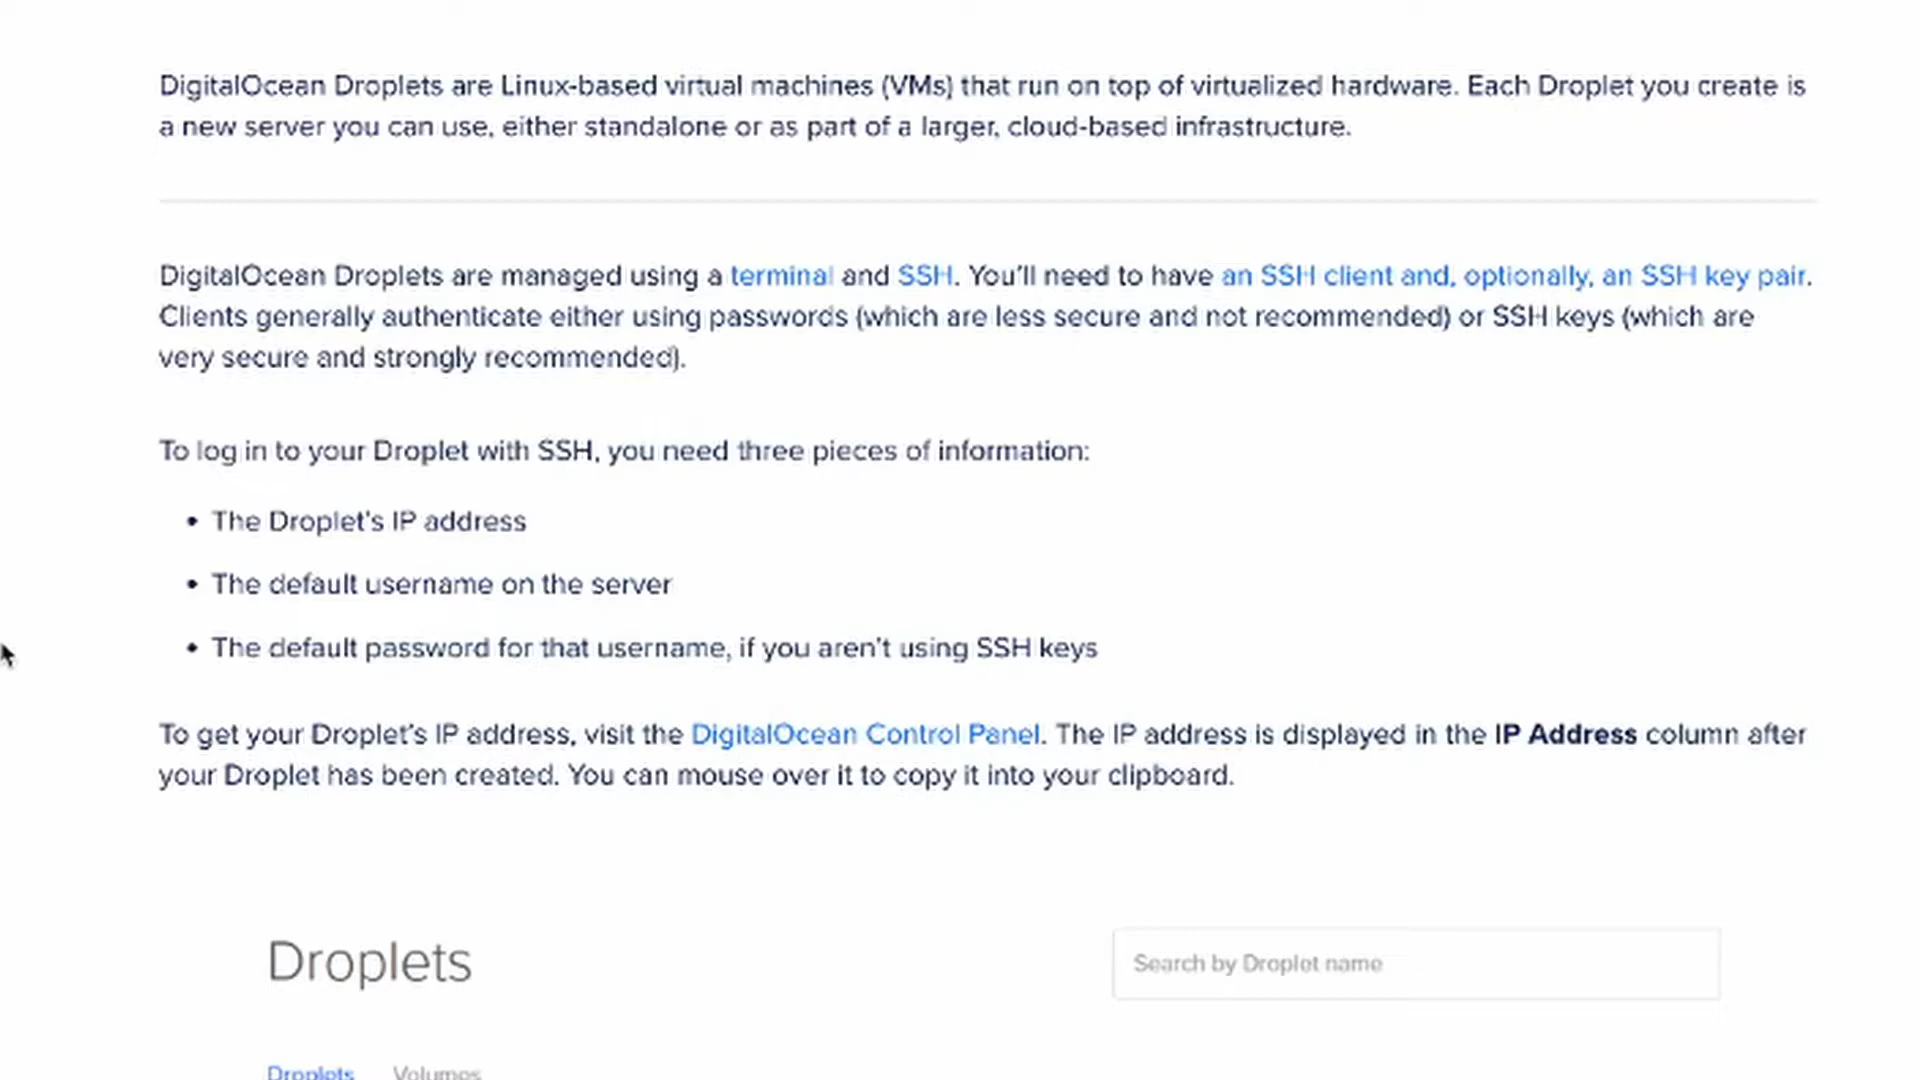 DigitalOcean Droplets are Linux-based virtual machines (VMs) that run on top of virtualized hardware. Each Droplet you create is
a new server you can use, either standalone or as part of a larger, cloud-based infrastructure.
DigitalOcean Droplets are managed using a terminal and SSH. You'll need to have an SSH client and, optionally, an SSH key pair.
Clients generally authenticate either using passwords (which are less secure and not recommended) or SSH keys (which are
very secure and strongly recommended).
To log in to your Droplet with SSH, you need three pieces of information:
• The Droplet's IP address
• The default username on the server
• The default password for that username, if you aren't using SSH keys
To get your Droplet's IP address, visit the DigitalOcean Control Panel. The IP address is displayed in the IP Address column after
your Droplet has been created. You can mouse over it to copy it into your clipboard.
Droplets
Search by Droplet name
Droplets Volumes